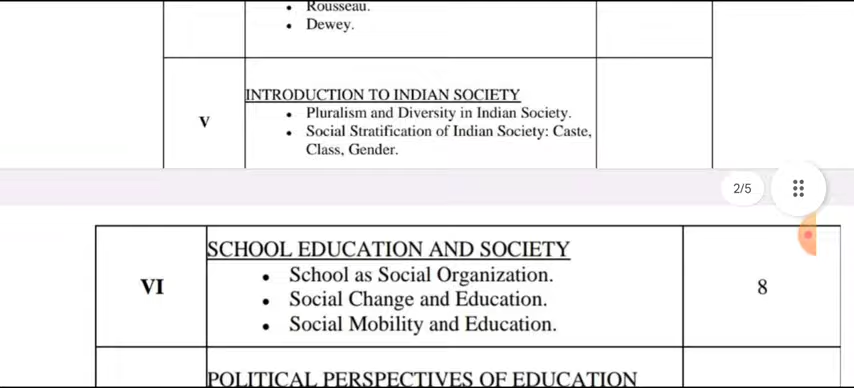 • Rousseau.
• Dewey.
INTRODUCTION TO INDIAN SOCIETY
V
• Pluralism and Diversity in Indian Society.
• Social Stratification of Indian Society: Caste,
Class, Gender.
2/5
SCHOOL EDUCATION AND SOCIETY
• School as Social Organization.
VI 8
• Social Change and Education.
• Social Mobility and Education.
POLITICAL PERSPECTIVES OF EDUCATION